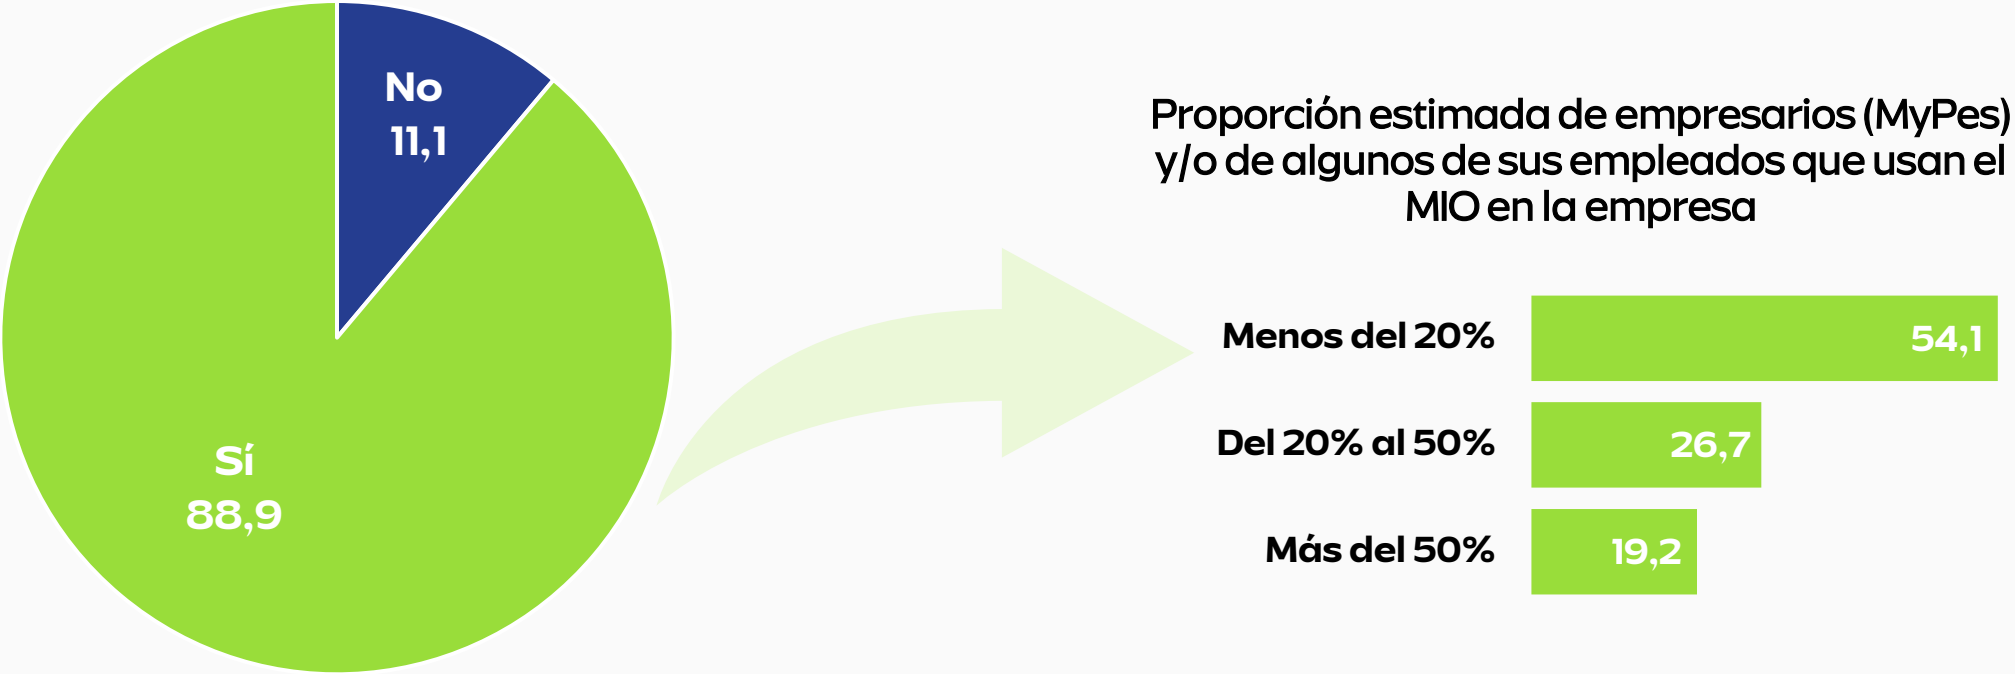 No
11,1
Sí
88,9
Proporción estimada de empresarios (MyPes)
y/o de algunos de sus empleados que usan el
MIO en la empresa
Menos del 20%
54,1
Del 20% al 50%
26,7
Más del 50%
19,2